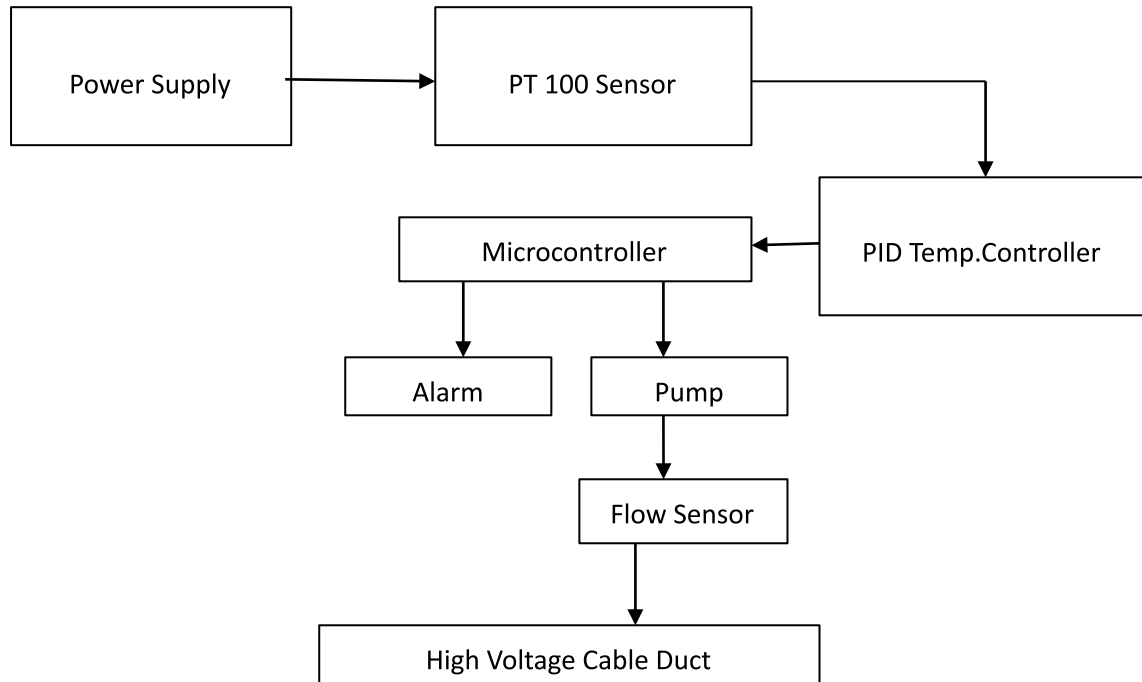 Power Supply
PT 100 Sensor
Microcontroller
PID Temp.Controller
Alarm
Pump
Flow Sensor
High Voltage Cable Duct